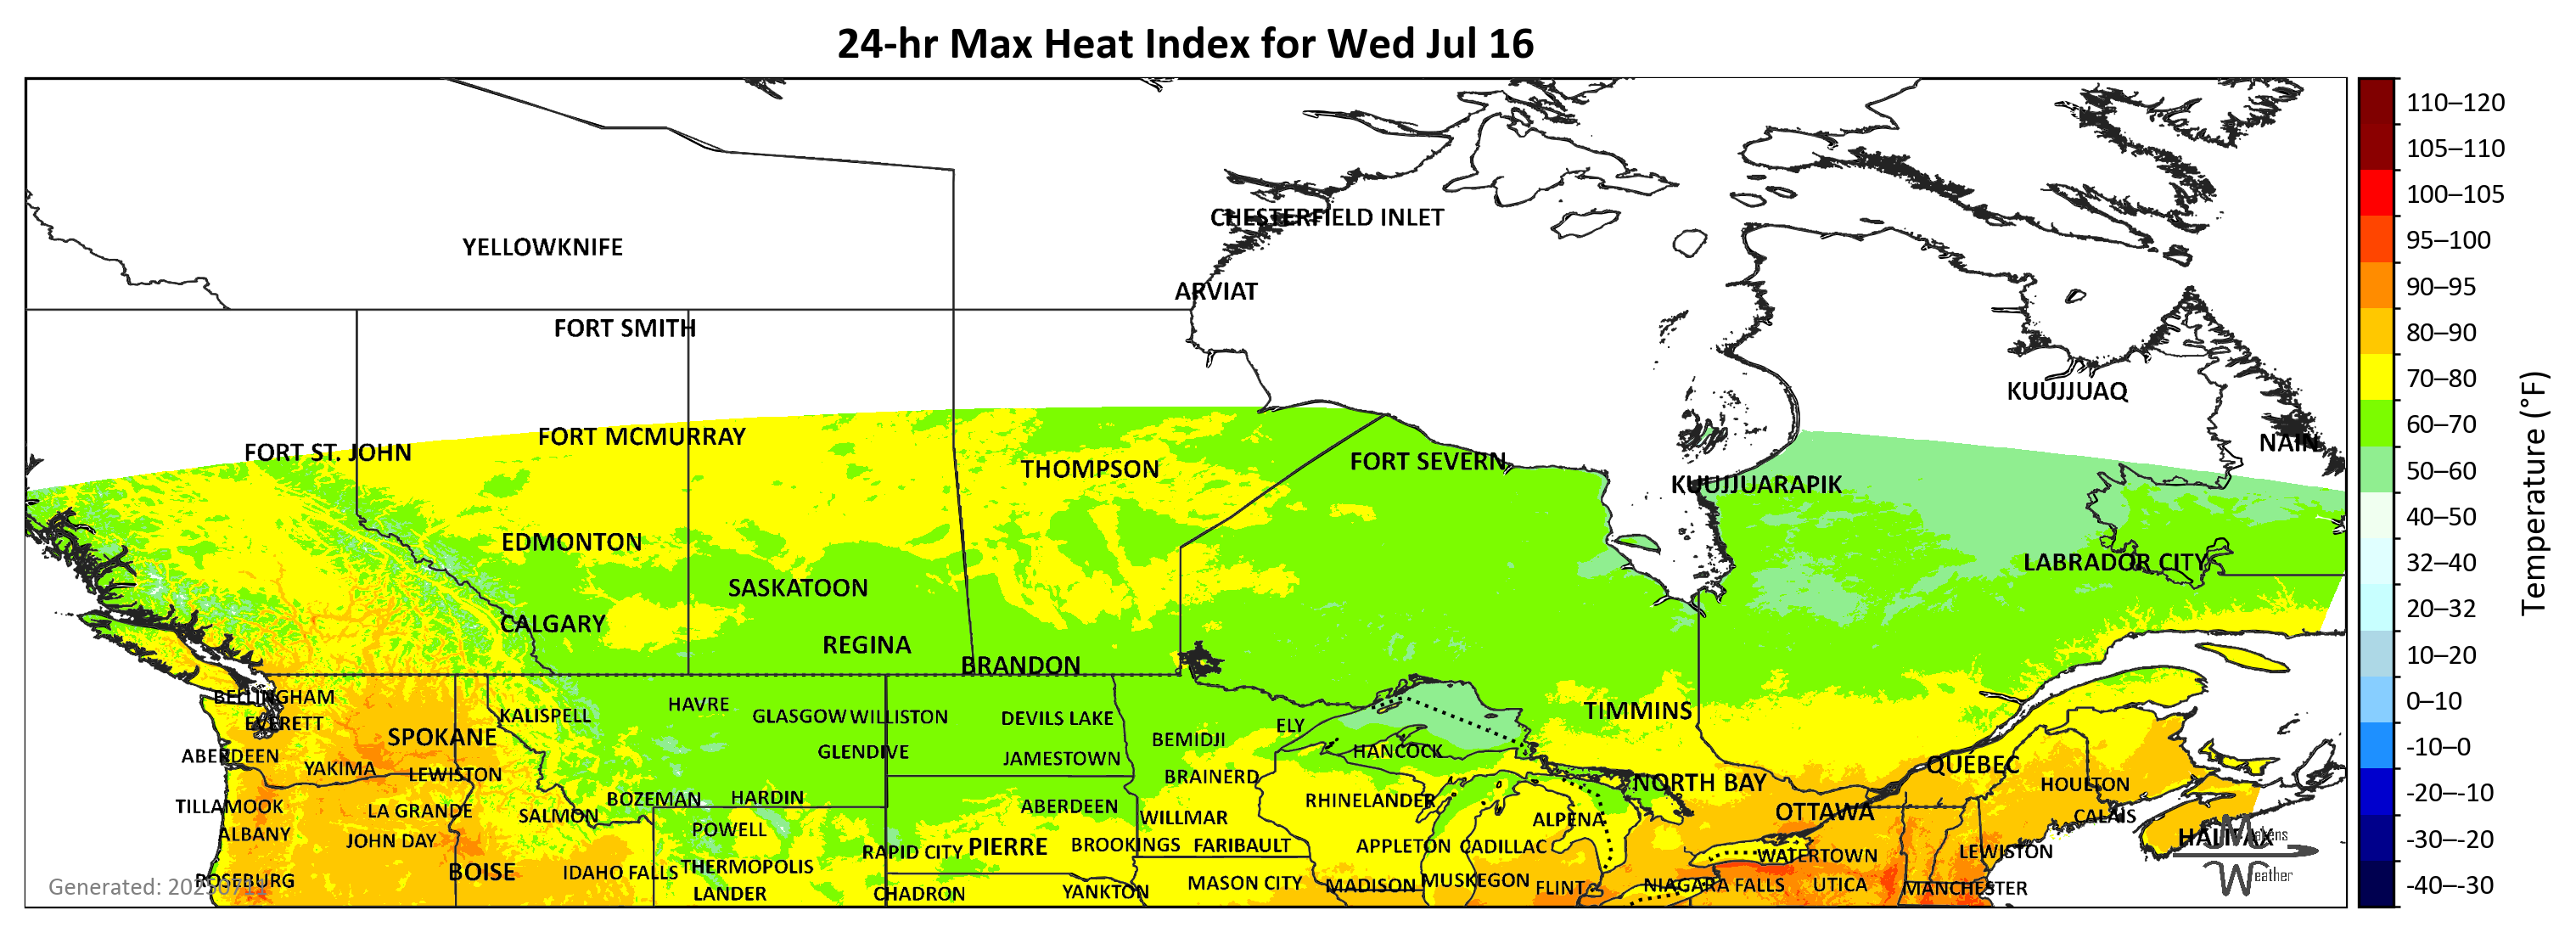 24-hr Max Heat Index for Wed Jul 16
110–120
105–110
100–105
95–100
90–95
80–90
70–80
60–70
50–60
40–50
32–40
20–32
10–20
0–10
-10–0
-20–-10
-30–-20
-40–-30
Temperature (°F)
CHESTERFIELD INLET
YELLOWKNIFE
ARVIAT
FORT SMITH
KUUJJUAQ
FORT MCMURRAY
NAIN
FORT ST. JOHN
FORT SEVERN
THOMPSON
KUUJJUARAPIK
EDMONTON
LABRADOR CITY
SASKATOON
CALGARY
REGINA
BRANDON
BELLINGHAM
HAVRE
TIMMINS
KALISPELL
GLASGOW
WILLISTON
DEVILS LAKE
EVERETT
ELY
SPOKANE
BEMIDJI
GLENDIVE
HANCOCK
ABERDEEN
JAMESTOWN
QUÉBEC
YAKIMA
LEWISTON
BRAINERD
NORTH BAY
HOULTON
BOZEMAN
HARDIN
RHINELANDER
TILLAMOOK
LA GRANDE
ABERDEEN
OTTAWA
SALMON
WILLMAR
CALAIS
ALPENA
POWELL
ALBANY
JOHN DAY
HALIFAX
PIERRE
BROOKINGS
FARIBAULT
APPLETON
CADILLAC
RAPID CITY
LEWISTON
WATERTOWN
THERMOPOLIS
BOISE
IDAHO FALLS
ROSEBURG
MASON CITY
MADISON
MUSKEGON
FLINT
NIAGARA FALLS
UTICA
MANCHESTER
LANDER
CHADRON
YANKTON
Weather